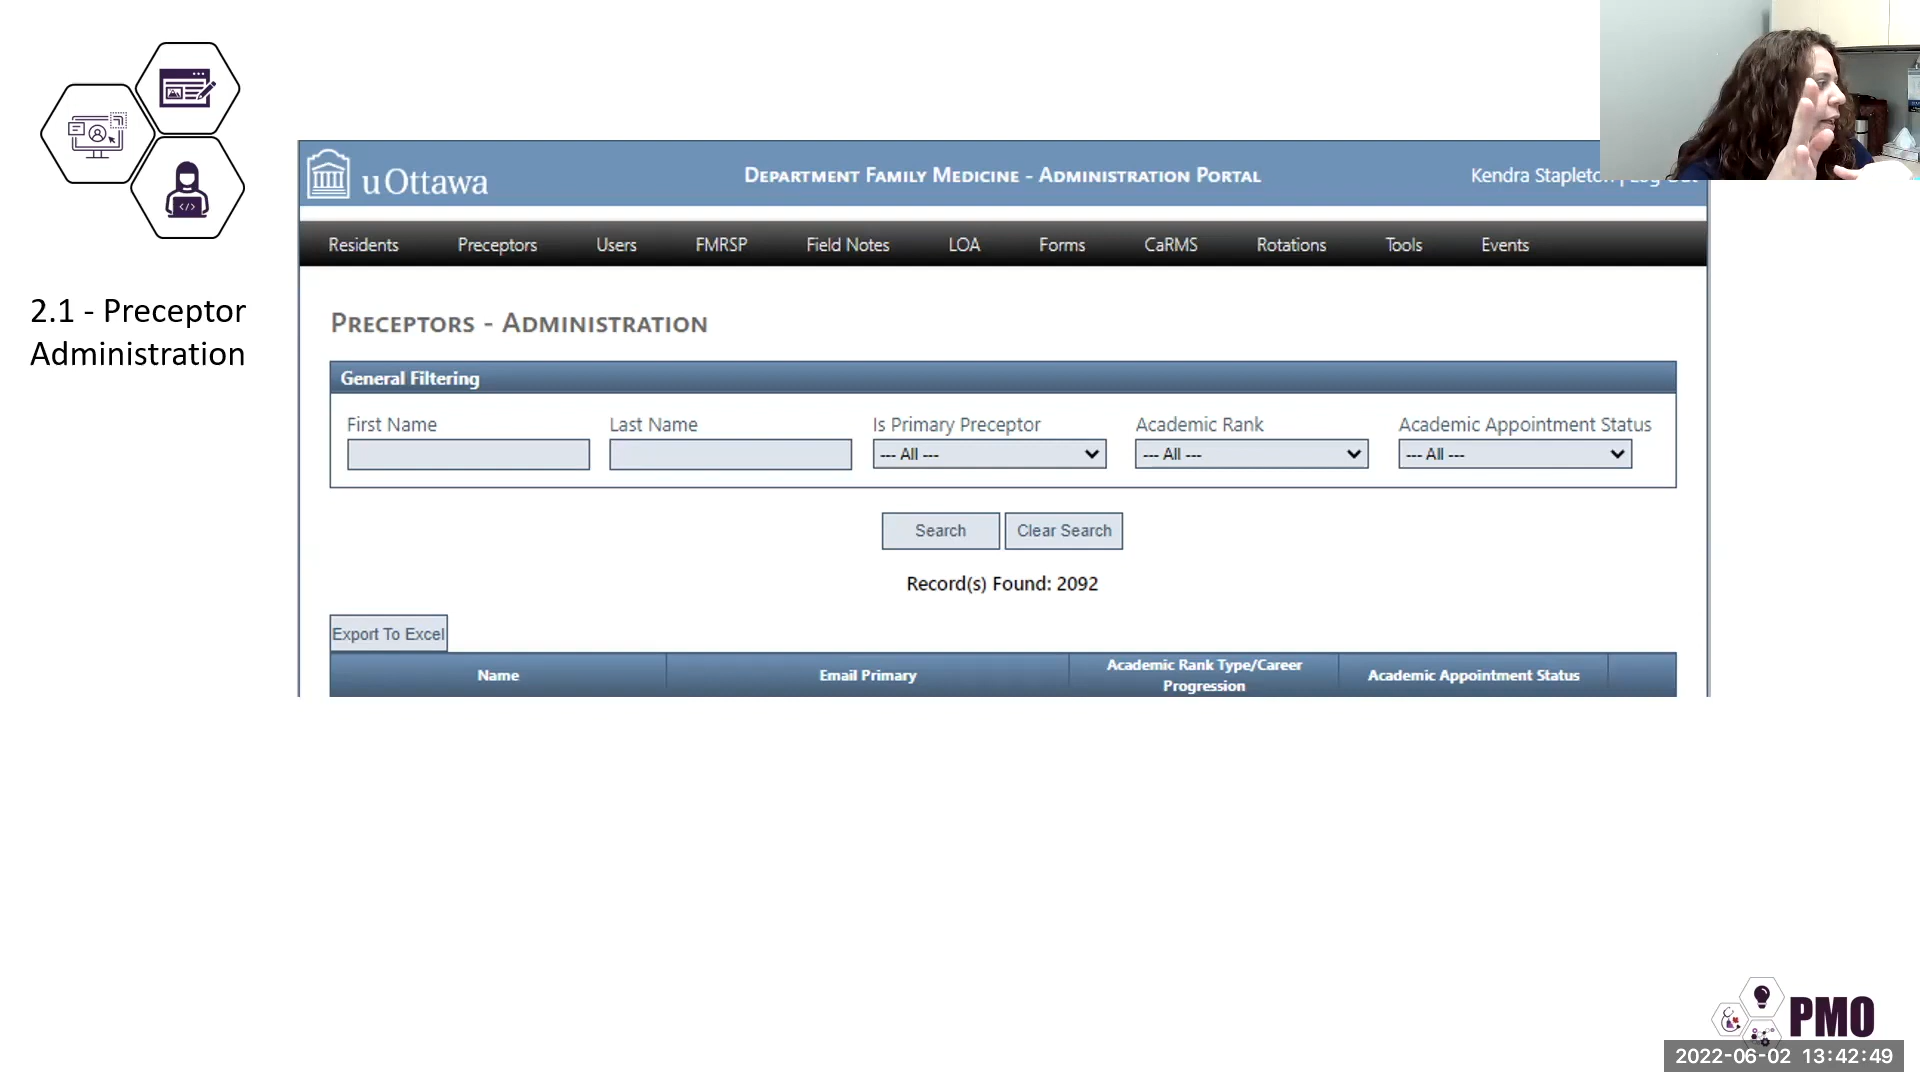 2.1 - Preceptor
Administration
uOttawa
Department Family Medicine - Administration Portal
Kendra Stapleton
Residents Preceptors Users FMRSP Field Notes LOA Forms CaRMS Rotations Tools Events
Preceptors - Administration
General Filtering
First Name Last Name Is Primary Preceptor Academic Rank Academic Appointment Status
--- All --- --- All --- --- All ---
Search Clear Search
Record(s) Found: 2092
Export To Excel
Name Email Primary Academic Rank Type/Career Progression Academic Appointment Status
PMO
2022-06-02 13:42:49